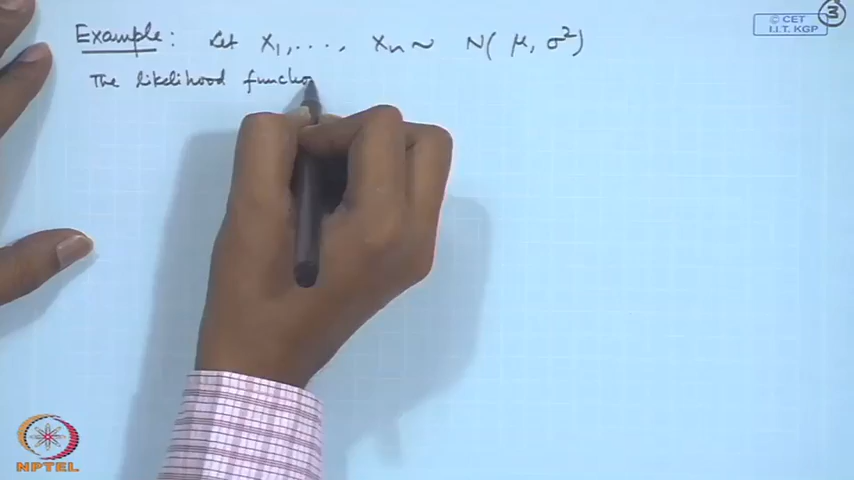 Example: Let X1, ...., Xn ~ N( μ, σ²)
The likelihood functio
© CET
I.I.T. KGP
3
NPTEL